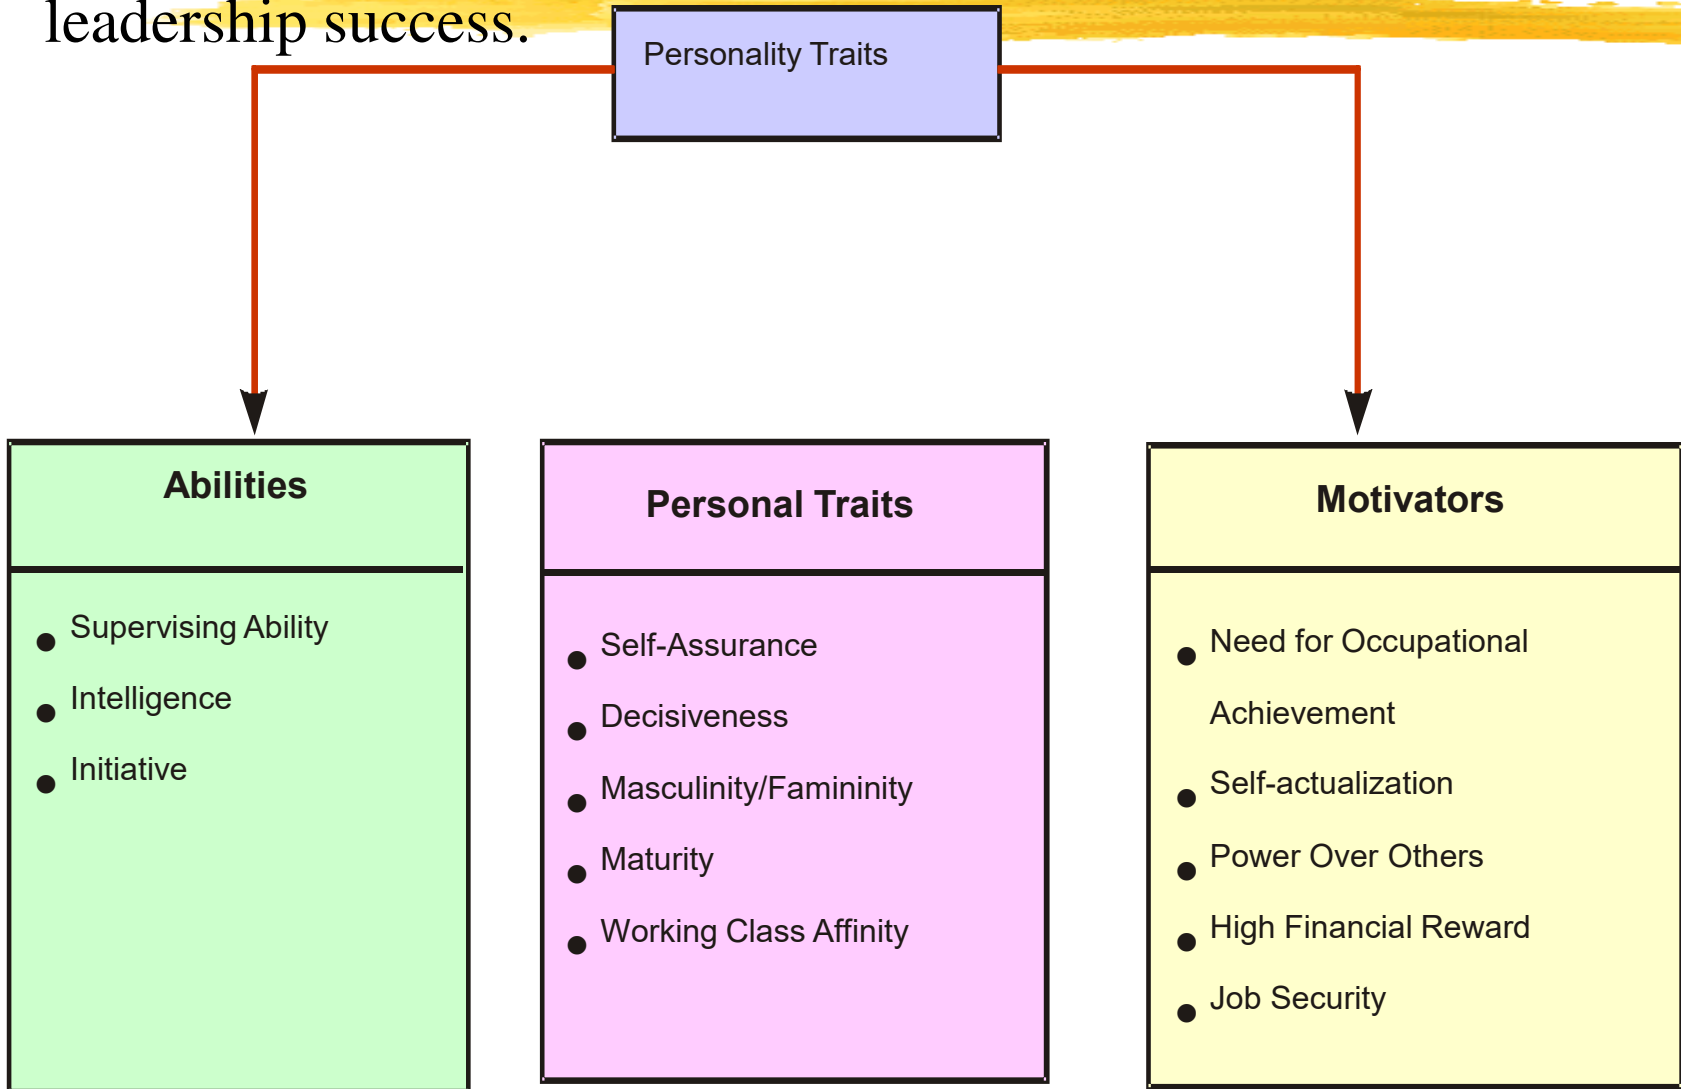 leadership success.
Personality Traits
Abilities
● Supervising Ability
● Intelligence
● Initiative
Personal Traits
● Self-Assurance
● Decisiveness
● Masculinity/Famininity
● Maturity
● Working Class Affinity
Motivators
● Need for Occupational
Achievement
● Self-actualization
● Power Over Others
● High Financial Reward
● Job Security